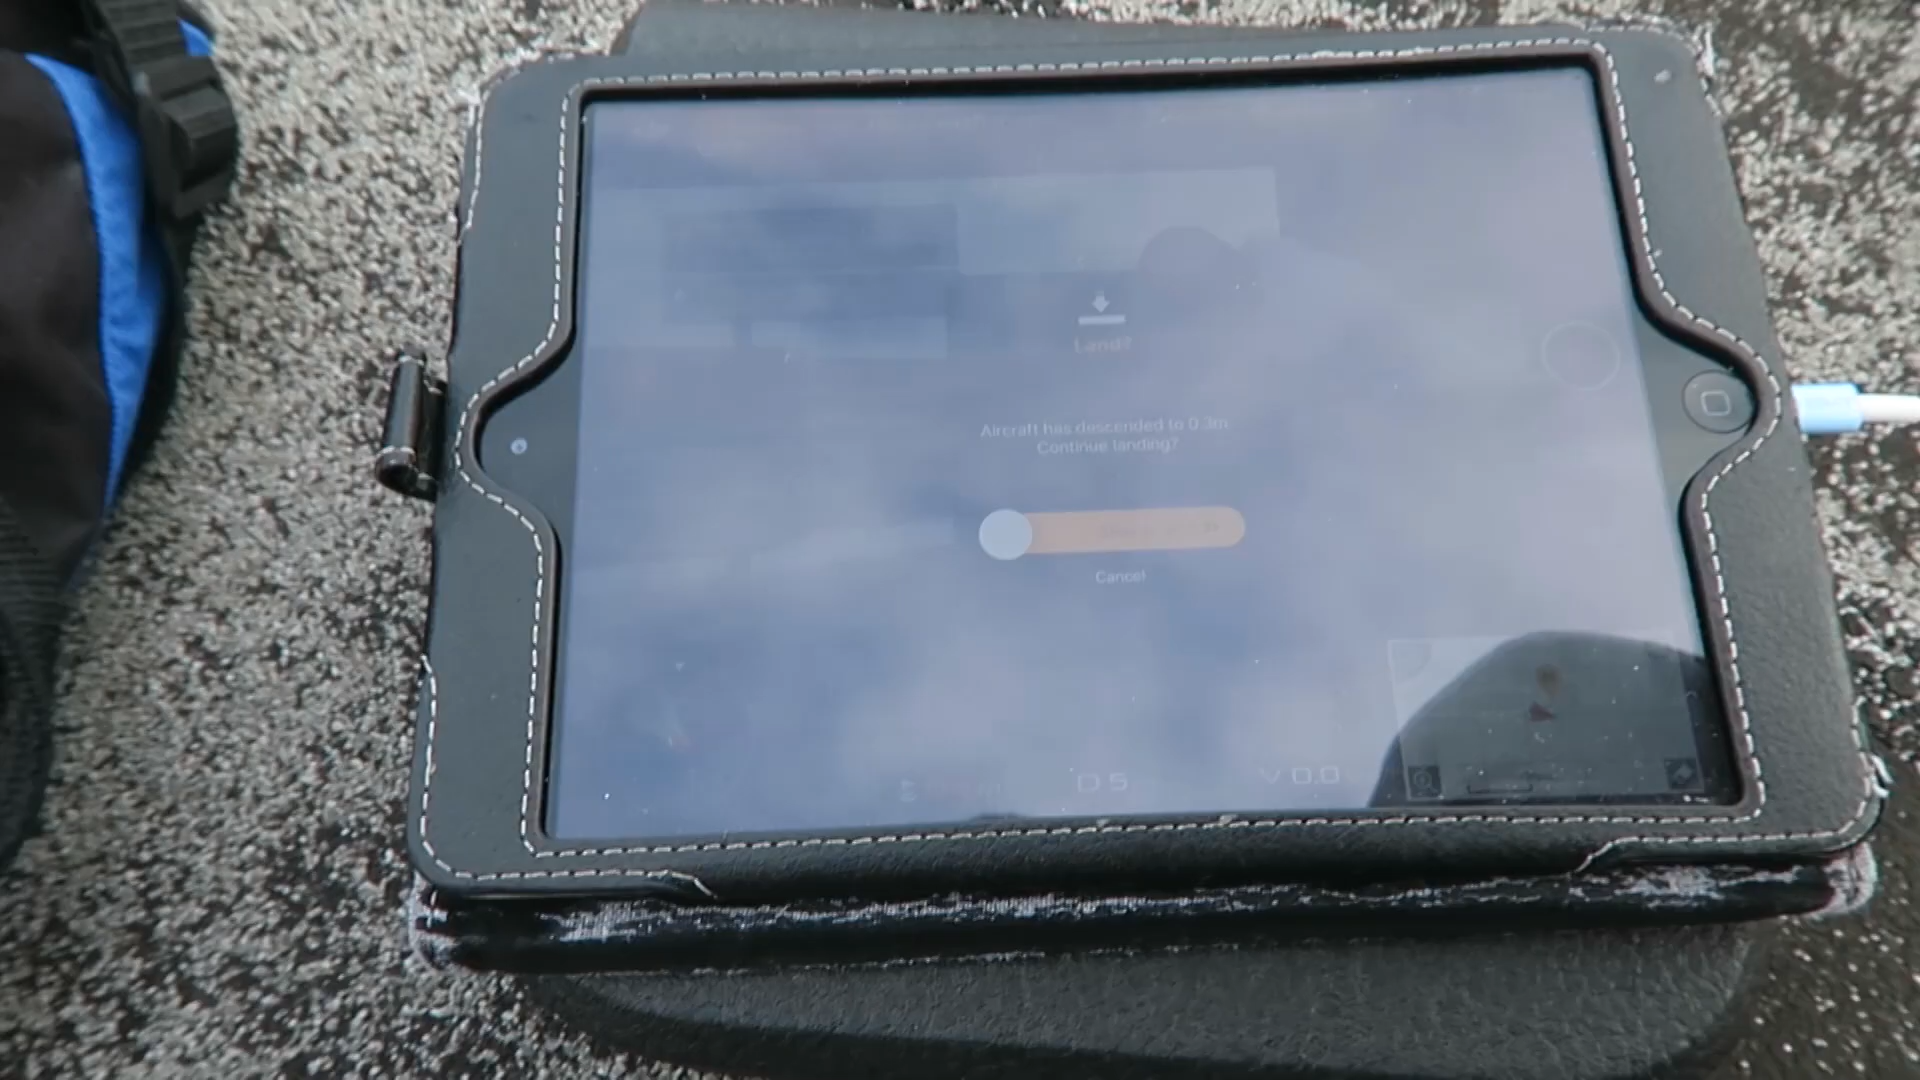 Land?
Aircraft has descended to 0.3m
Continue landing?
Cancel
D 5
V 0.0